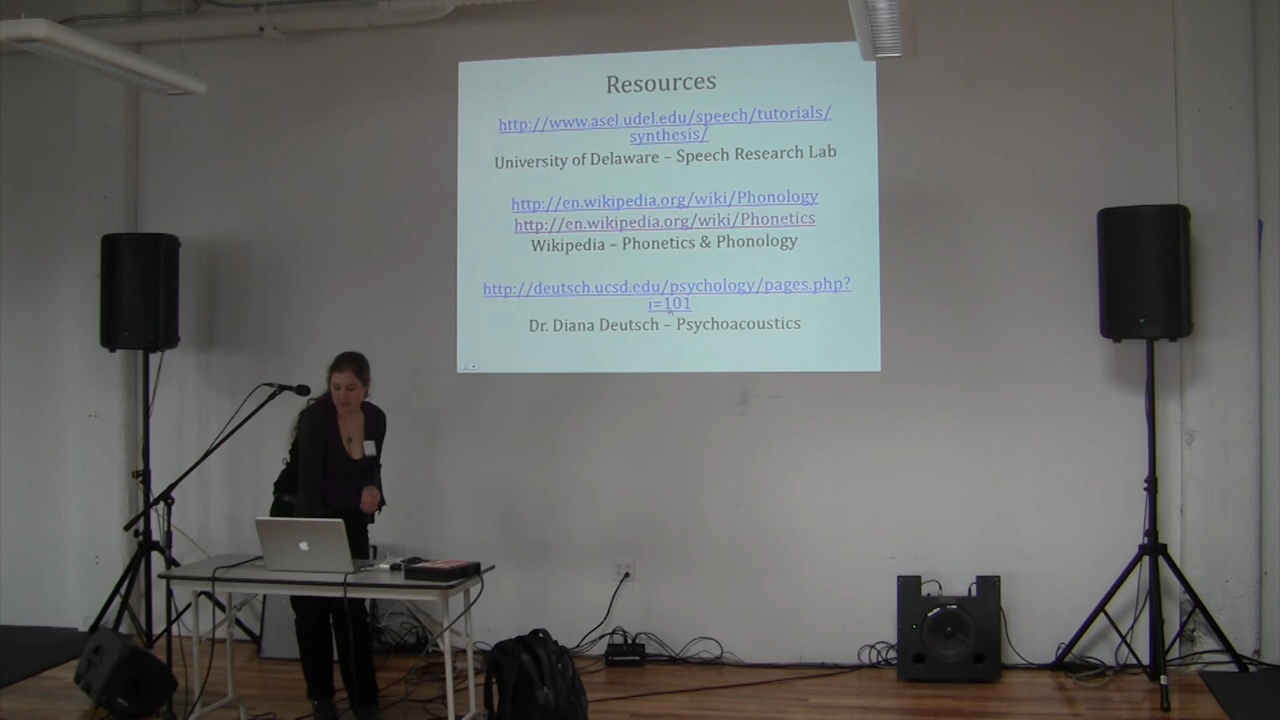 Resources
http://www.asel.udel.edu/speech/tutorials/
synthesis/
University of Delaware – Speech Research Lab
http://en.wikipedia.org/wiki/Phonology
http://en.wikipedia.org/wiki/Phonetics
Wikipedia – Phonetics & Phonology
http://deutsch.ucsd.edu/psychology/pages.php?
i=101
Dr. Diana Deutsch – Psychoacoustics